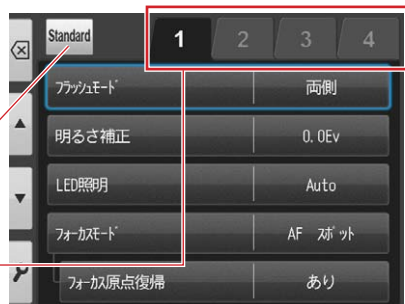 Standard
1 2 3 4
フラッシュモード 両側
明るさ補正 0.0Ev
LED照明 Auto
フォーカスモード AF スポット
フォーカス原点復帰 あり